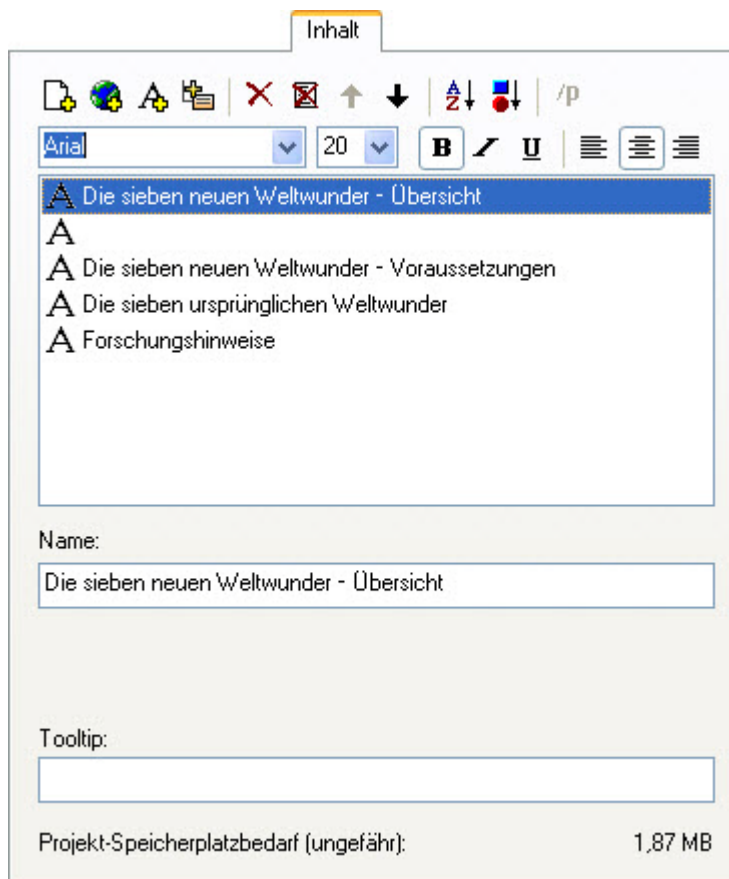 Inhalt
/p
Arial 20 B I U
Die sieben neuen Weltwunder - Übersicht
Die sieben neuen Weltwunder - Voraussetzungen
Die sieben ursprünglichen Weltwunder
Forschungshinweise
Name:
Die sieben neuen Weltwunder - Übersicht
Tooltip:
Projekt-Speicherplatzbedarf (ungefähr): 1,87 MB